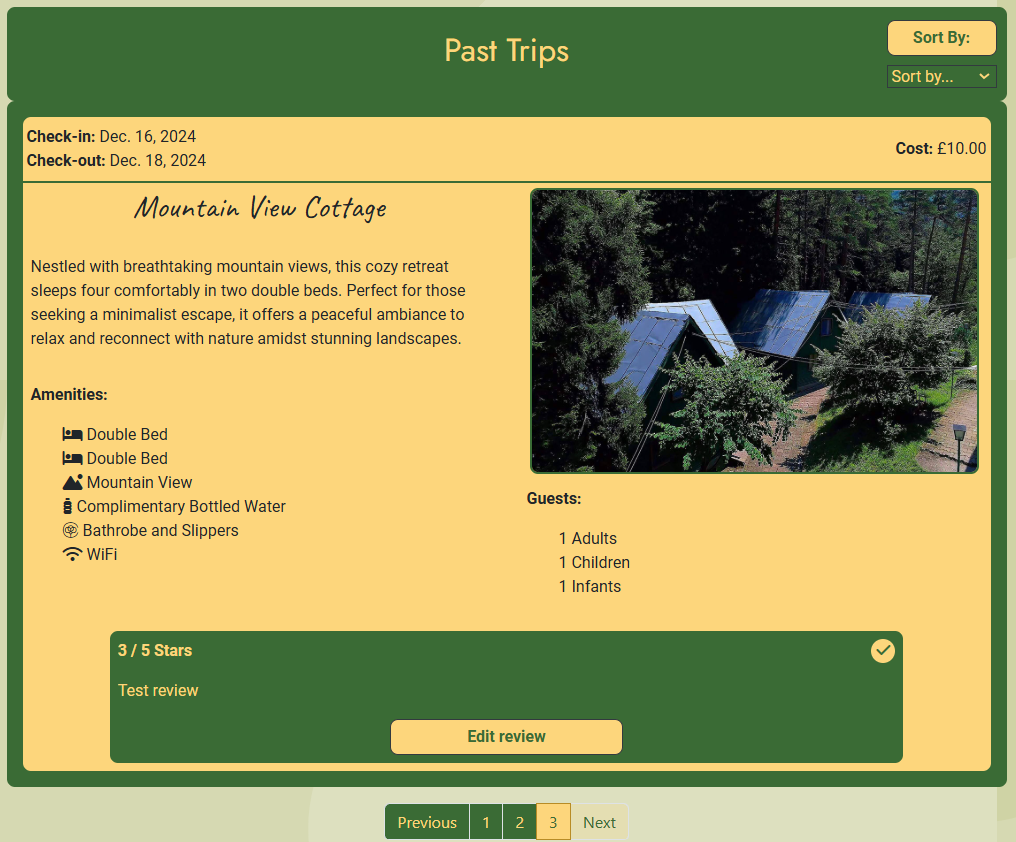 Past Trips
Sort By:
Sort by...
Check-in: Dec. 16, 2024
Check-out: Dec. 18, 2024
Cost: £10.00
Mountain View Cottage
Nestled with breathtaking mountain views, this cozy retreat
sleeps four comfortably in two double beds. Perfect for those
seeking a minimalist escape, it offers a peaceful ambiance to
relax and reconnect with nature amidst stunning landscapes.
Amenities:
Double Bed
Double Bed
Mountain View
Complimentary Bottled Water
Bathrobe and Slippers
WiFi
Guests:
1 Adults
1 Children
1 Infants
3 / 5 Stars
Test review
Edit review
Previous 1 2 3 Next